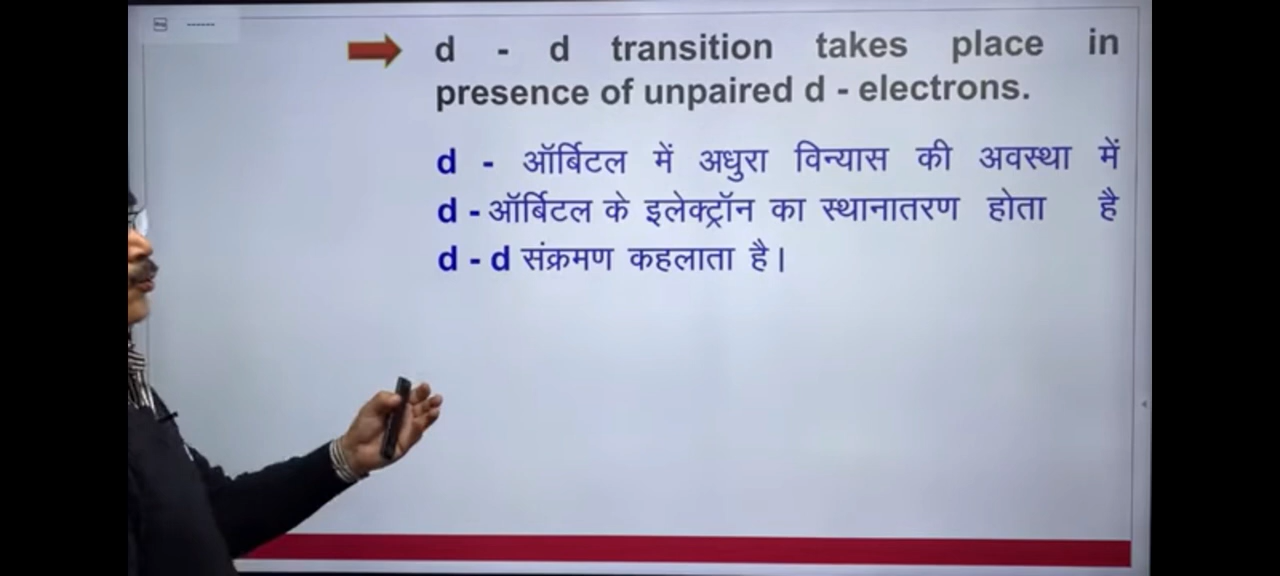 d - d transition takes place in
presence of unpaired d - electrons.
d - ऑर्बिटल में अधुरा विन्यास की अवस्था में
d - ऑर्बिटल के इलेक्ट्रॉन का स्थानातरण होता है
d - d संक्रमण कहलाता है।